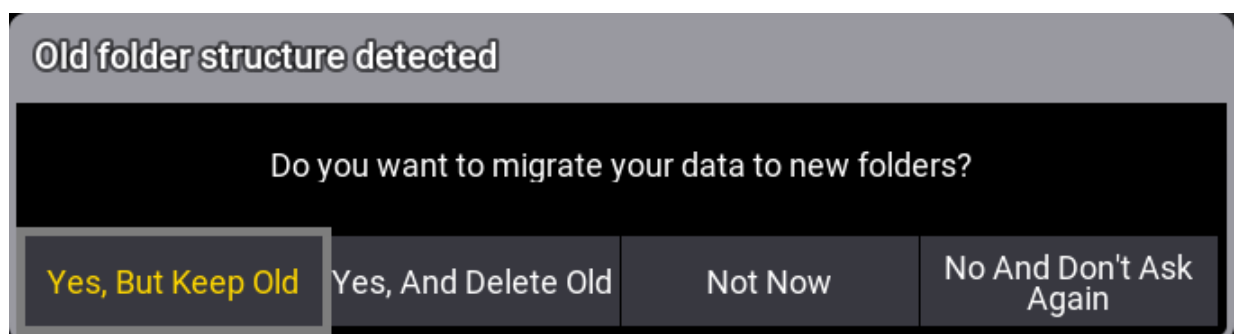 Old folder structure detected
Do you want to migrate your data to new folders?
Yes, But Keep Old
Yes, And Delete Old
Not Now
No And Don't Ask
Again